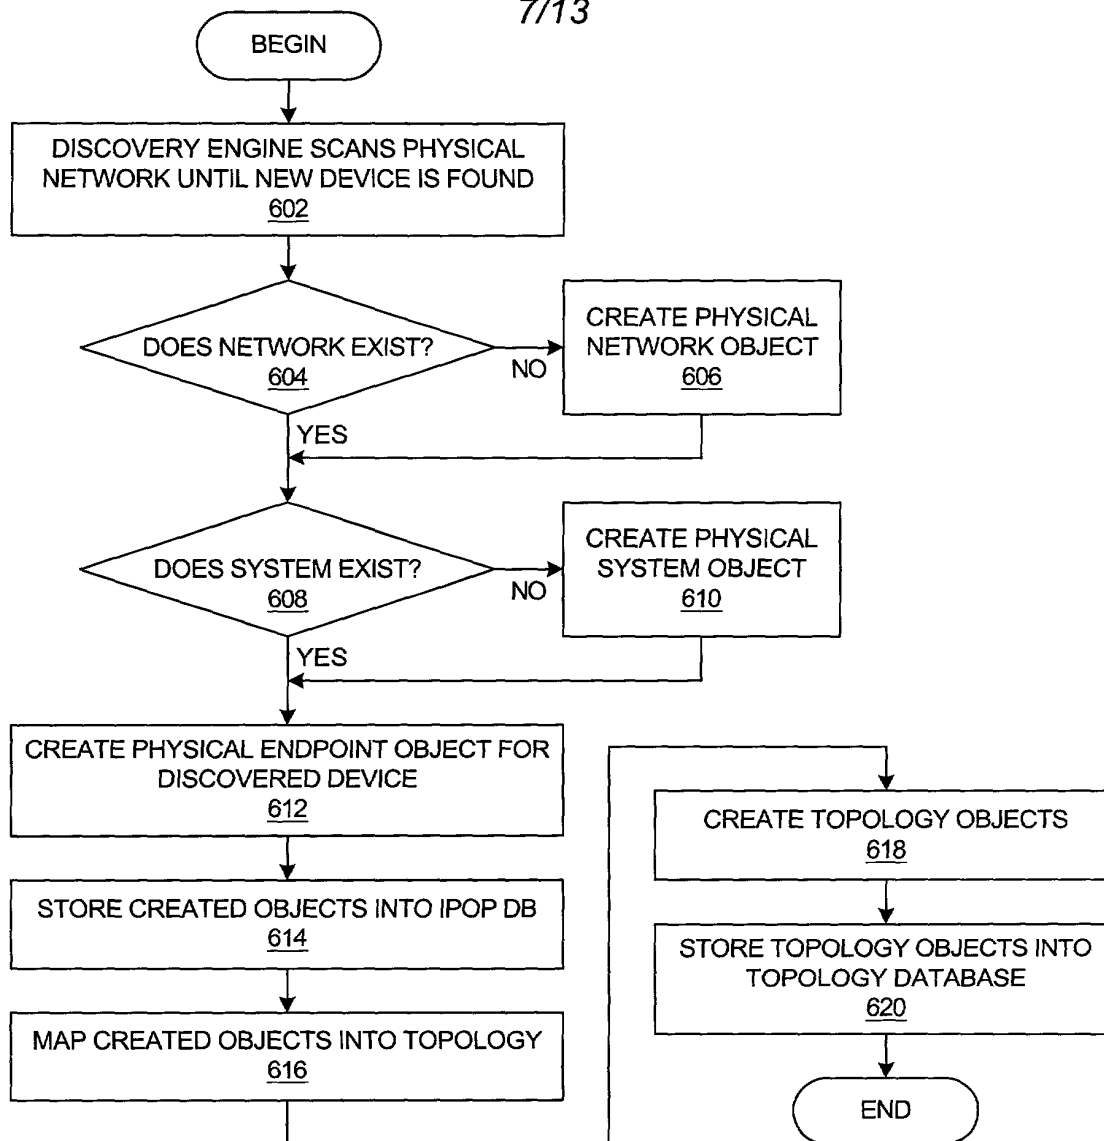 7/13
BEGIN
DISCOVERY ENGINE SCANS PHYSICAL
NETWORK UNTIL NEW DEVICE IS FOUND
602
DOES NETWORK EXIST?
604
NO
CREATE PHYSICAL
NETWORK OBJECT
606
YES
DOES SYSTEM EXIST?
608
NO
CREATE PHYSICAL
SYSTEM OBJECT
610
YES
CREATE PHYSICAL ENDPOINT OBJECT FOR
DISCOVERED DEVICE
612
STORE CREATED OBJECTS INTO IPOP DB
614
MAP CREATED OBJECTS INTO TOPOLOGY
616
CREATE TOPOLOGY OBJECTS
618
STORE TOPOLOGY OBJECTS INTO
TOPOLOGY DATABASE
620
END